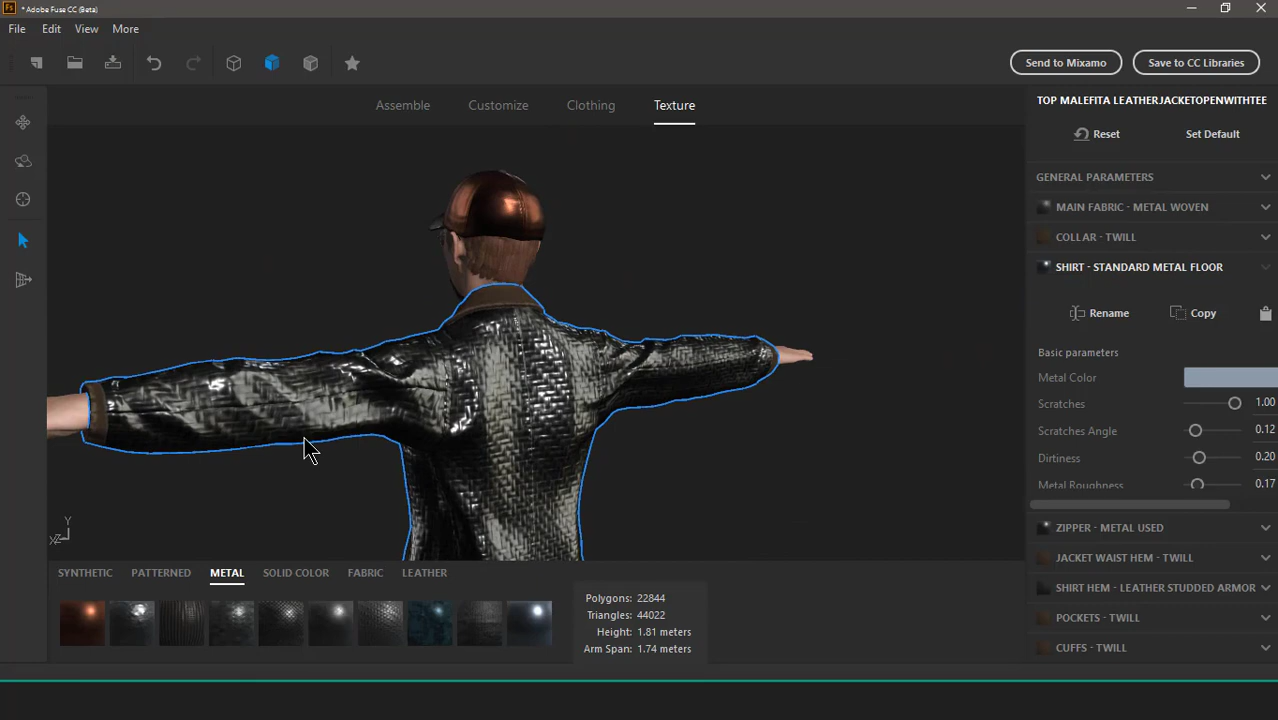 Fs * Adobe Fuse CC (Beta)
File Edit View More
Send to Mixamo Save to CC Libraries
Assemble Customize Clothing Texture
TOP MALEFITA LEATHERJACKETOPENWITHTEE
Reset Set Default
GENERAL PARAMETERS
MAIN FABRIC - METAL WOVEN
COLLAR - TWILL
SHIRT - STANDARD METAL FLOOR
Rename Copy
Basic parameters
Metal Color
Scratches 1.00
Scratches Angle 0.12
Dirtiness 0.20
Metal Roughness 0.17
ZIPPER - METAL USED
JACKET WAIST HEM - TWILL
SHIRT HEM - LEATHER STUDDED ARMOR
POCKETS - TWILL
CUFFS - TWILL
Y
XZ
SYNTHETIC PATTERNED METAL SOLID COLOR FABRIC LEATHER
Polygons: 22844
Triangles: 44022
Height: 1.81 meters
Arm Span: 1.74 meters